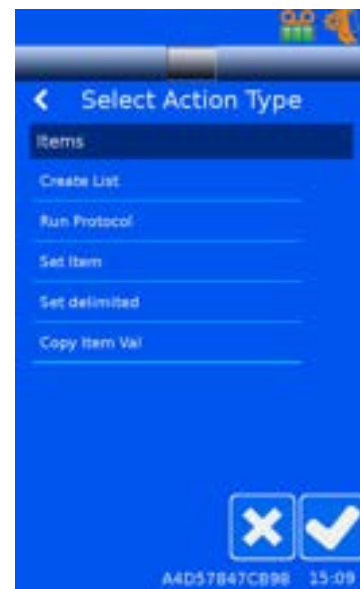 Select Action Type
Items
Create List
Run Protocol
Set Item
Set delimited
Copy Item Val
A4D57847CB98 15:09